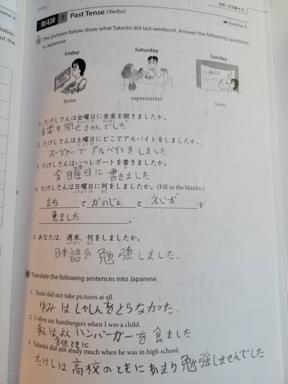 第4課 3 Past Tense (Verbs)
The pictures below show what Takeshi did last weekend. Answer the following questions
in Japanese.
Friday Saturday Sunday
home supermarket town
1. たけしさんは金曜日に音楽を聞きましたか。
音楽を聞きませんでした
2. たけしさんは土曜日にどこでアルバイトをしましたか。
スーパーでアルバイトをしました
3. たけしさんはいつレポートを書きましたか。
金曜日に書きました
4. たけしさんは日曜日に何をしましたか。(Fill in the blanks.)
まち で かのじょ と えいが を
見ました 。
5. あなたは、週末、何をしましたか。
日本語を勉強しました.
Translate the following sentences into Japanese.
1. Yumi did not take pictures at all.
ゆみはしゃしんをとらなかった.
2. I often ate hamburgers when I was a child.
私はよくハンバーガーを食ました.
子供ときに
3. Takeshi did not study much when he was in high school.
たけしは高校のときにあまり勉強しませんでした